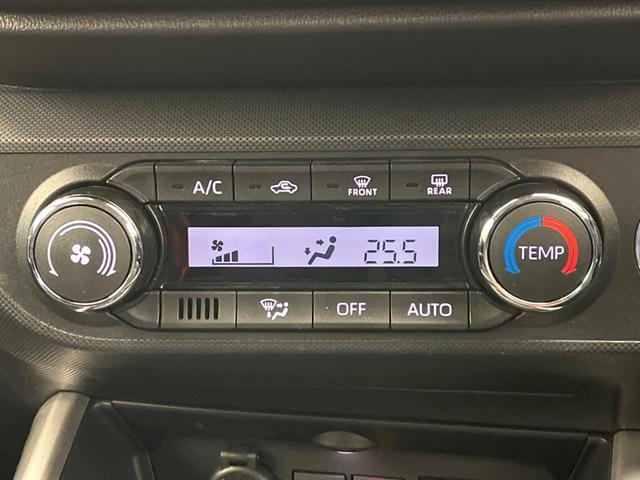 A/C
FRONT
REAR
25.5
TEMP
OFF
AUTO